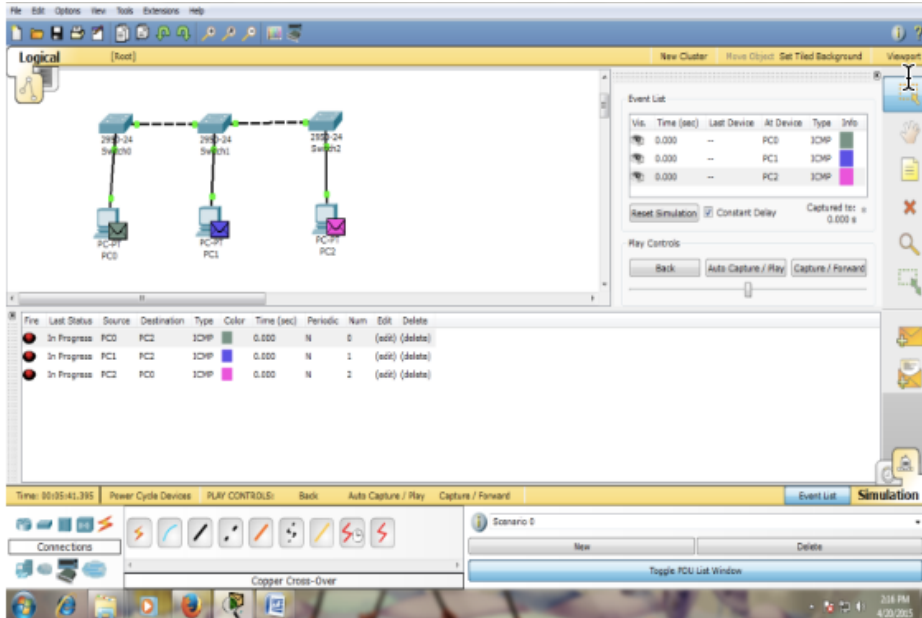 File Edit Options View Tools Extensions Help
Logical [Root] New Cluster Move Object Set Tiled Background Viewport
Event List
Vis. Time (sec) Last Device At Device Type Info
0.000 -- PC0 ICMP
0.000 -- PC1 ICMP
0.000 -- PC2 ICMP
Reset Simulation Constant Delay Captured to:
0.000 s
Play Controls
Back Auto Capture / Play Capture / Forward
2950-24
Switch0
2950-24
Switch1
2950-24
Switch2
PC-PT
PC0
PC-PT
PC1
PC-PT
PC2
Fire Last Status Source Destination Type Color Time (sec) Periodic Num Edit Delete
In Progress PC0 PC2 ICMP 0.000 N 0 (edit) (delete)
In Progress PC1 PC2 ICMP 0.000 N 1 (edit) (delete)
In Progress PC2 PC0 ICMP 0.000 N 2 (edit) (delete)
Time: 00:05:41.395 Power Cycle Devices PLAY CONTROLS: Back Auto Capture / Play Capture / Forward Event List Simulation
Connections
Copper Cross-Over
Scenario 0
New Delete
Toggle PDU List Window
2:16 PM
4/20/2015